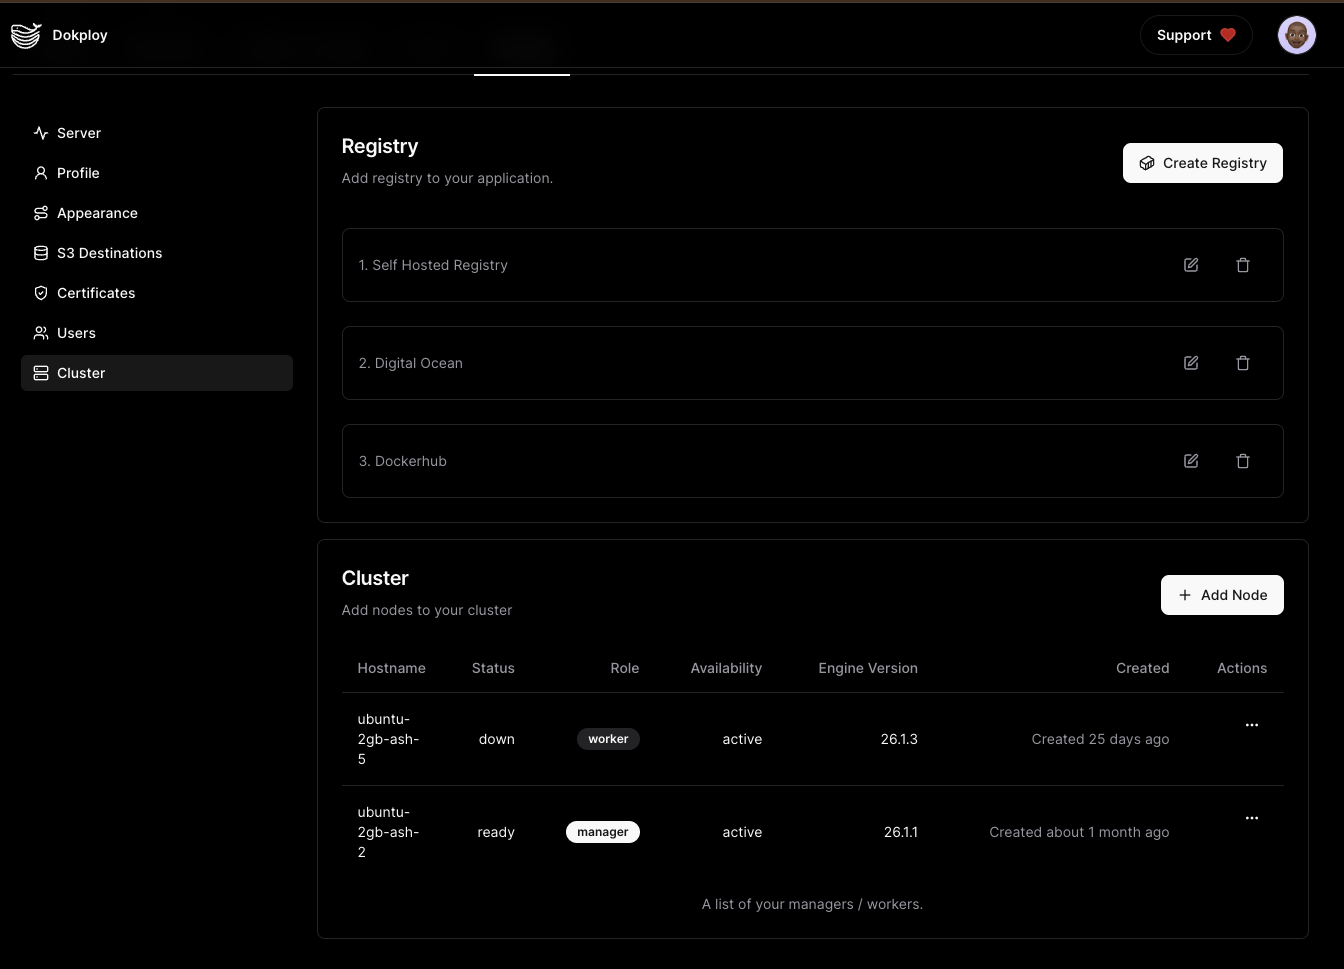 Dokploy
Support
Server
Profile
Appearance
S3 Destinations
Certificates
Users
Cluster
Registry
Add registry to your application.
Create Registry
1. Self Hosted Registry
2. Digital Ocean
3. Dockerhub
Cluster
Add nodes to your cluster
Add Node
Hostname Status Role Availability Engine Version Created Actions
ubuntu-
2gb-ash-
5
down worker active 26.1.3 Created 25 days ago
ubuntu-
2gb-ash-
2
ready manager active 26.1.1 Created about 1 month ago
A list of your managers / workers.